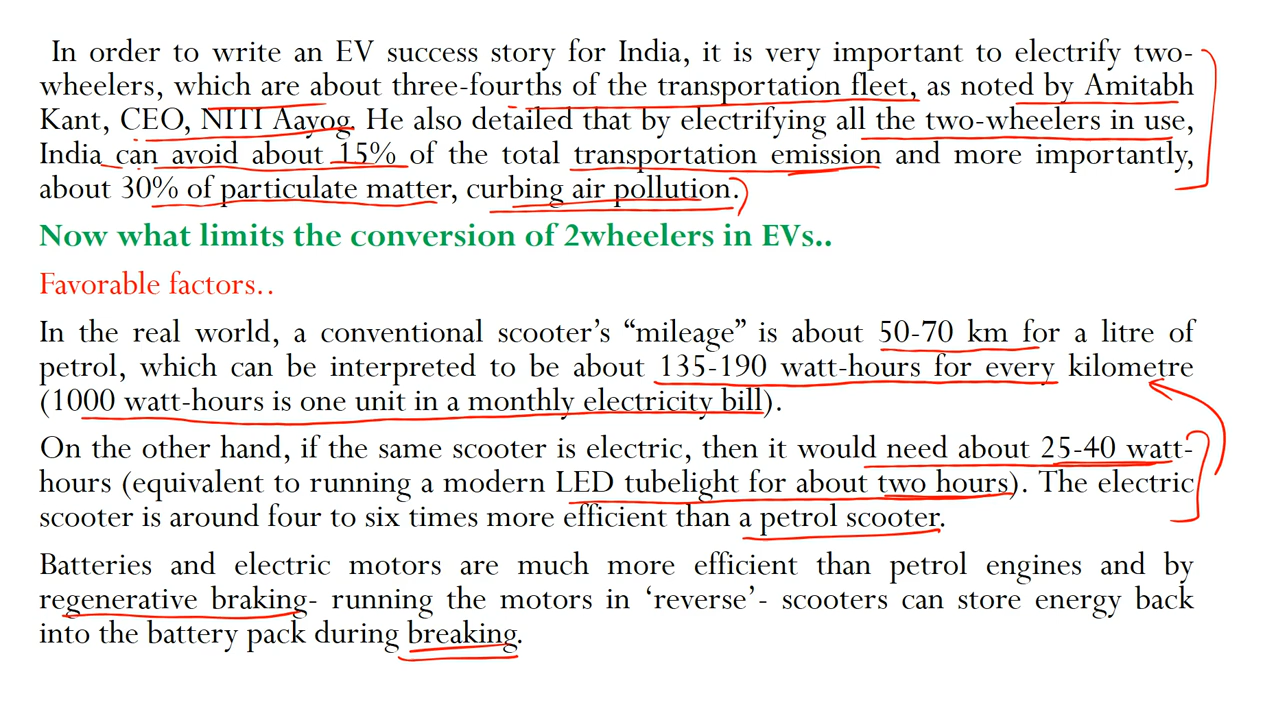 In order to write an EV success story for India, it is very important to electrify two-
wheelers, which are about three-fourths of the transportation fleet, as noted by Amitabh
Kant, CEO, NITI Aayog. He also detailed that by electrifying all the two-wheelers in use,
India can avoid about 15% of the total transportation emission and more importantly,
about 30% of particulate matter, curbing air pollution.
Now what limits the conversion of 2wheelers in EVs..
Favorable factors..
In the real world, a conventional scooter’s “mileage” is about 50-70 km for a litre of
petrol, which can be interpreted to be about 135-190 watt-hours for every kilometre
(1000 watt-hours is one unit in a monthly electricity bill).
On the other hand, if the same scooter is electric, then it would need about 25-40 watt-
hours (equivalent to running a modern LED tubelight for about two hours). The electric
scooter is around four to six times more efficient than a petrol scooter.
Batteries and electric motors are much more efficient than petrol engines and by
regenerative braking- running the motors in ‘reverse’- scooters can store energy back
into the battery pack during breaking.